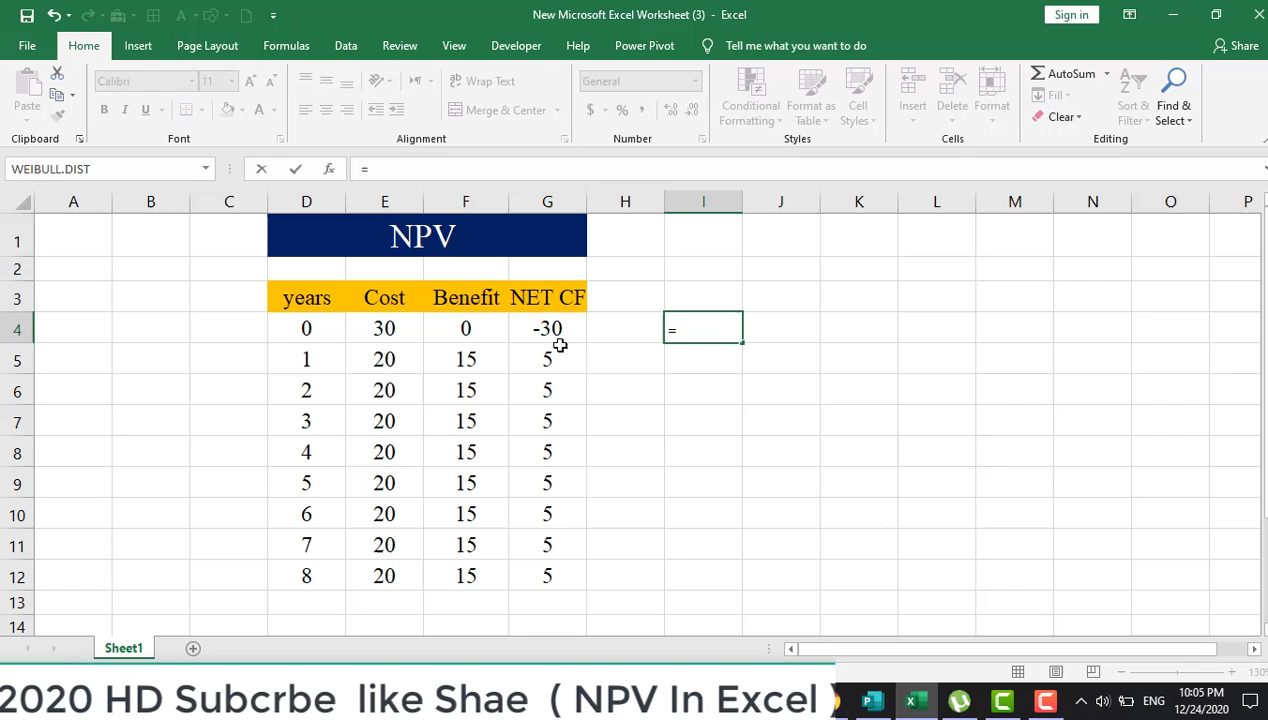 New Microsoft Excel Worksheet (3) - Excel
Sign in
File Home Insert Page Layout Formulas Data Review View Developer Help Power Pivot Tell me what you want to do Share
Paste
Calibri 11
Wrap Text
General
Conditional Formatting
Format as Table
Cell Styles
Insert
Delete
Format
AutoSum
Sort & Filter
Find & Select
B I U
Merge & Center
$ % ,
Fill
Clear
Clipboard Font Alignment Number Styles Cells Editing
WEIBULL.DIST fx =
A B C D E F G H I J K L M N O P
1 NPV
2
3 years Cost Benefit NET CF
4 0 30 0 -30 =
5 1 20 15 5
6 2 20 15 5
7 3 20 15 5
8 4 20 15 5
9 5 20 15 5
10 6 20 15 5
11 7 20 15 5
12 8 20 15 5
13
14
Sheet1
130%
2020 HD Subcrbe like Shae ( NPV In Excel )
ENG
10:05 PM
12/24/2020